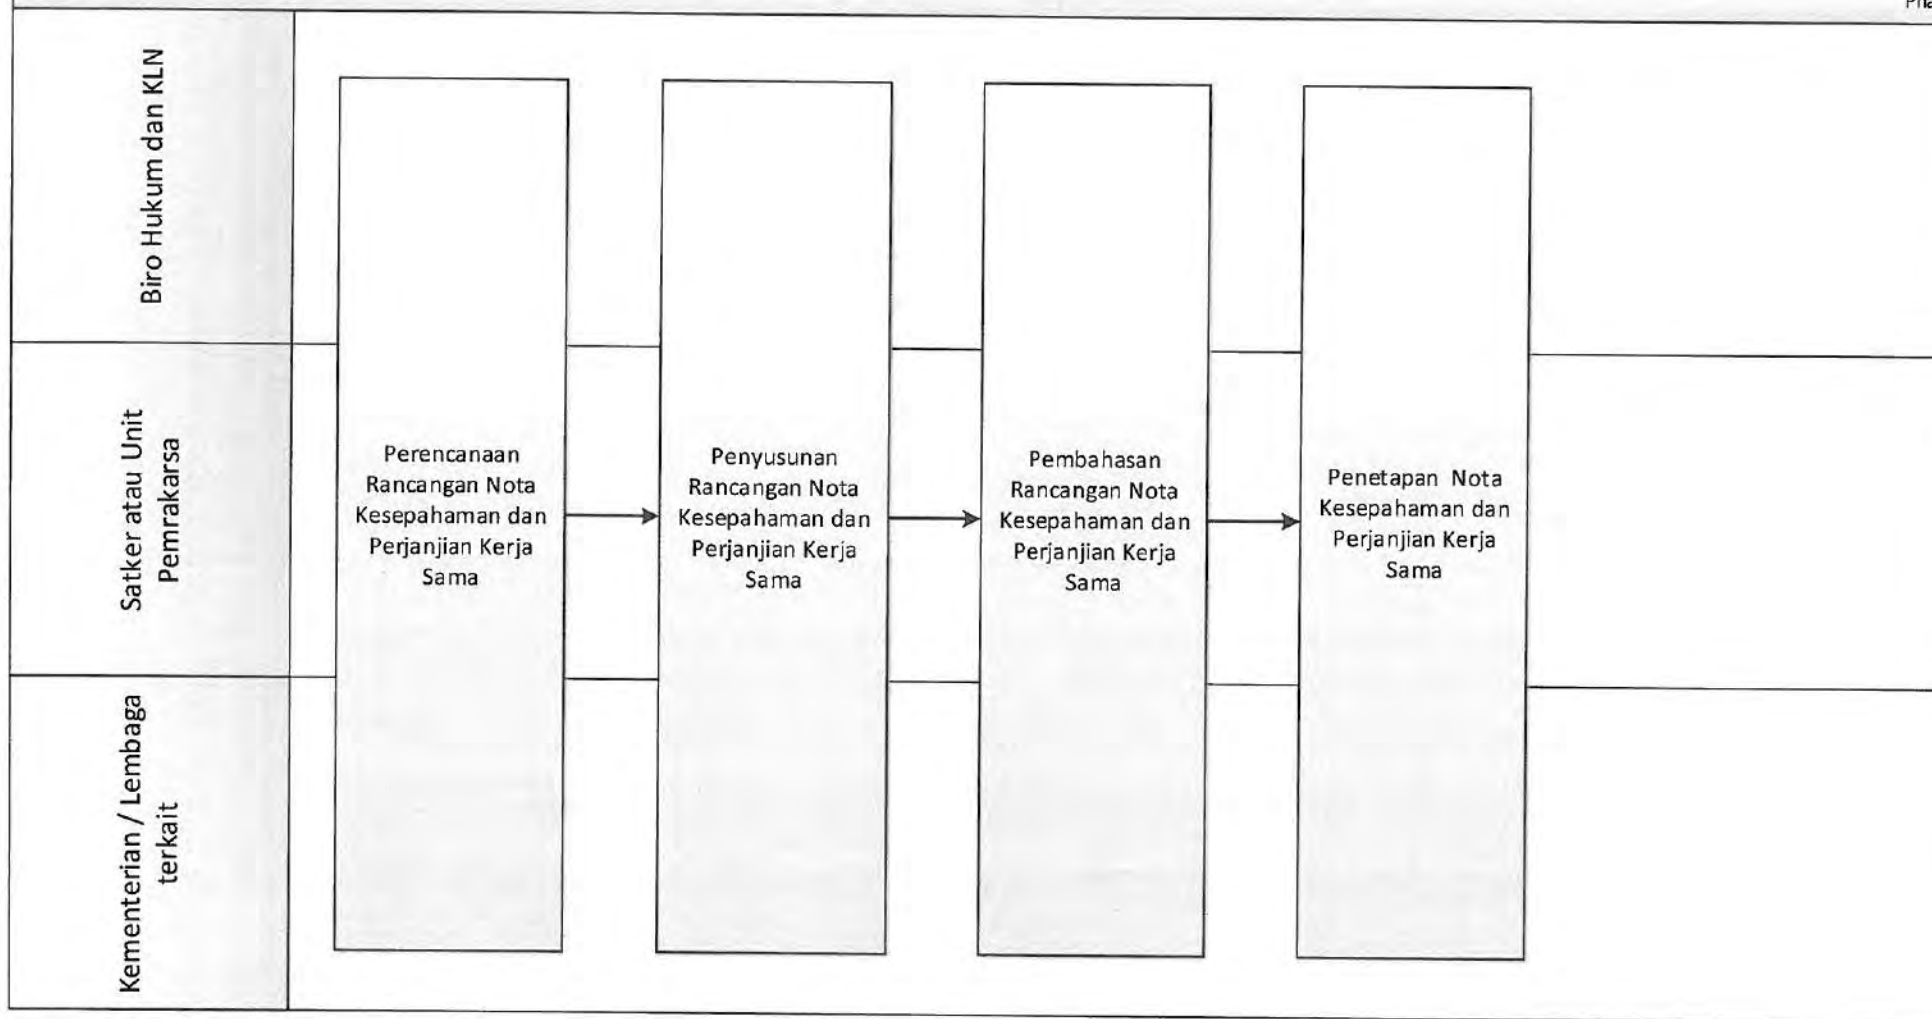 Biro Hukum dan KLN
Satker atau Unit
Pemrakarsa
Kementerian / Lembaga
terkait
Perencanaan
Rancangan Nota
Kesepahaman dan
Perjanjian Kerja
Sama
Penyusunan
Rancangan Nota
Kesepahaman dan
Perjanjian Kerja
Sama
Pembahasan
Rancangan Nota
Kesepahaman dan
Perjanjian Kerja
Sama
Penetapan Nota
Kesepahaman dan
Perjanjian Kerja
Sama